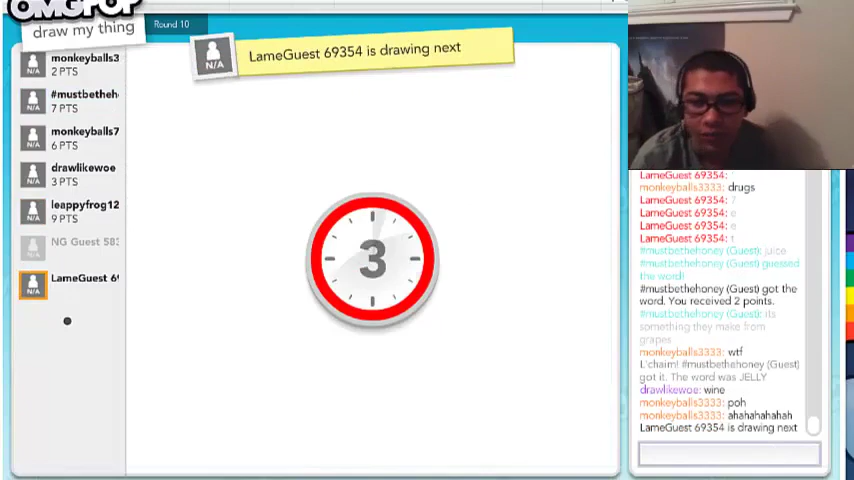 OMGPOP
draw my thing
Round 10
N/A
LameGuest 69354 is drawing next
N/A
monkeyballs3
2 PTS
N/A
#mustbetheh
7 PTS
N/A
monkeyballs7
6 PTS
N/A
drawlikewoe
3 PTS
N/A
leappyfrog12
9 PTS
N/A
NG Guest 583
N/A
LameGuest 69
3
LameGuest 69354:
monkeyballs3333: drugs
LameGuest 69354: 7
LameGuest 69354: e
LameGuest 69354: e
LameGuest 69354: t
#mustbethehoney (Guest): juice
#mustbethehoney (Guest) guessed
the word!
#mustbethehoney (Guest) got the
word. You received 2 points.
#mustbethehoney (Guest): its
something they make from
grapes
monkeyballs3333: wtf
L'chaim! #mustbethehoney (Guest)
got it. The word was JELLY
drawlikewoe: wine
monkeyballs3333: poh
monkeyballs3333: ahahahahahah
LameGuest 69354 is drawing next